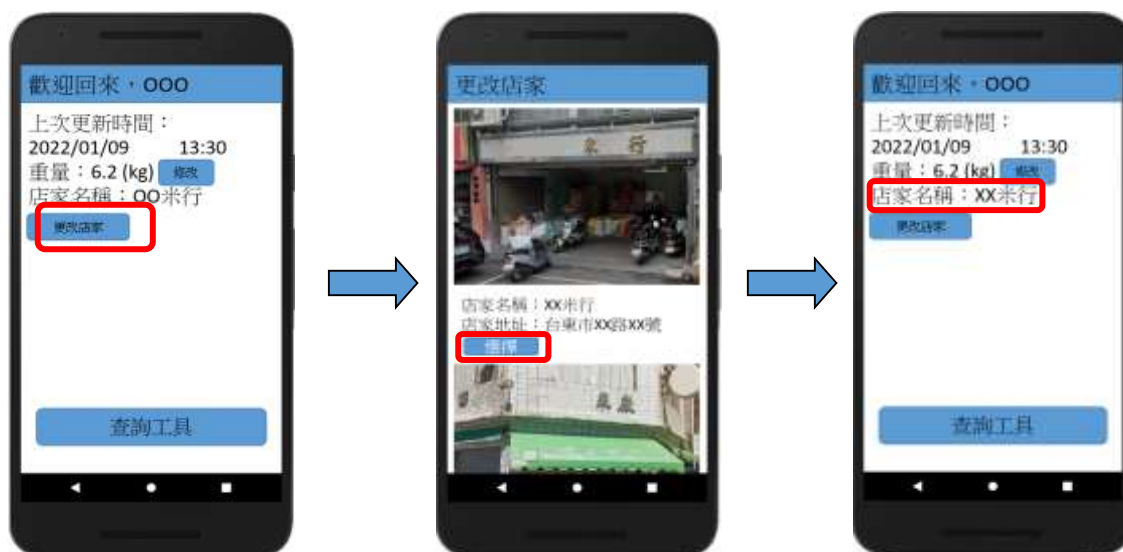 歡迎回來，OOO
上次更新時間：
2022/01/09 13:30
重量：6.2 (kg) 修改
店家名稱：OO米行
更改店家
查詢工具
更改店家
行
店家名稱：XX米行
店家地址：台東市XX路XX號
選擇
歡迎回來，OOO
上次更新時間：
2022/01/09 13:30
重量：6.2 (kg) 修改
店家名稱：XX米行
更改店家
查詢工具